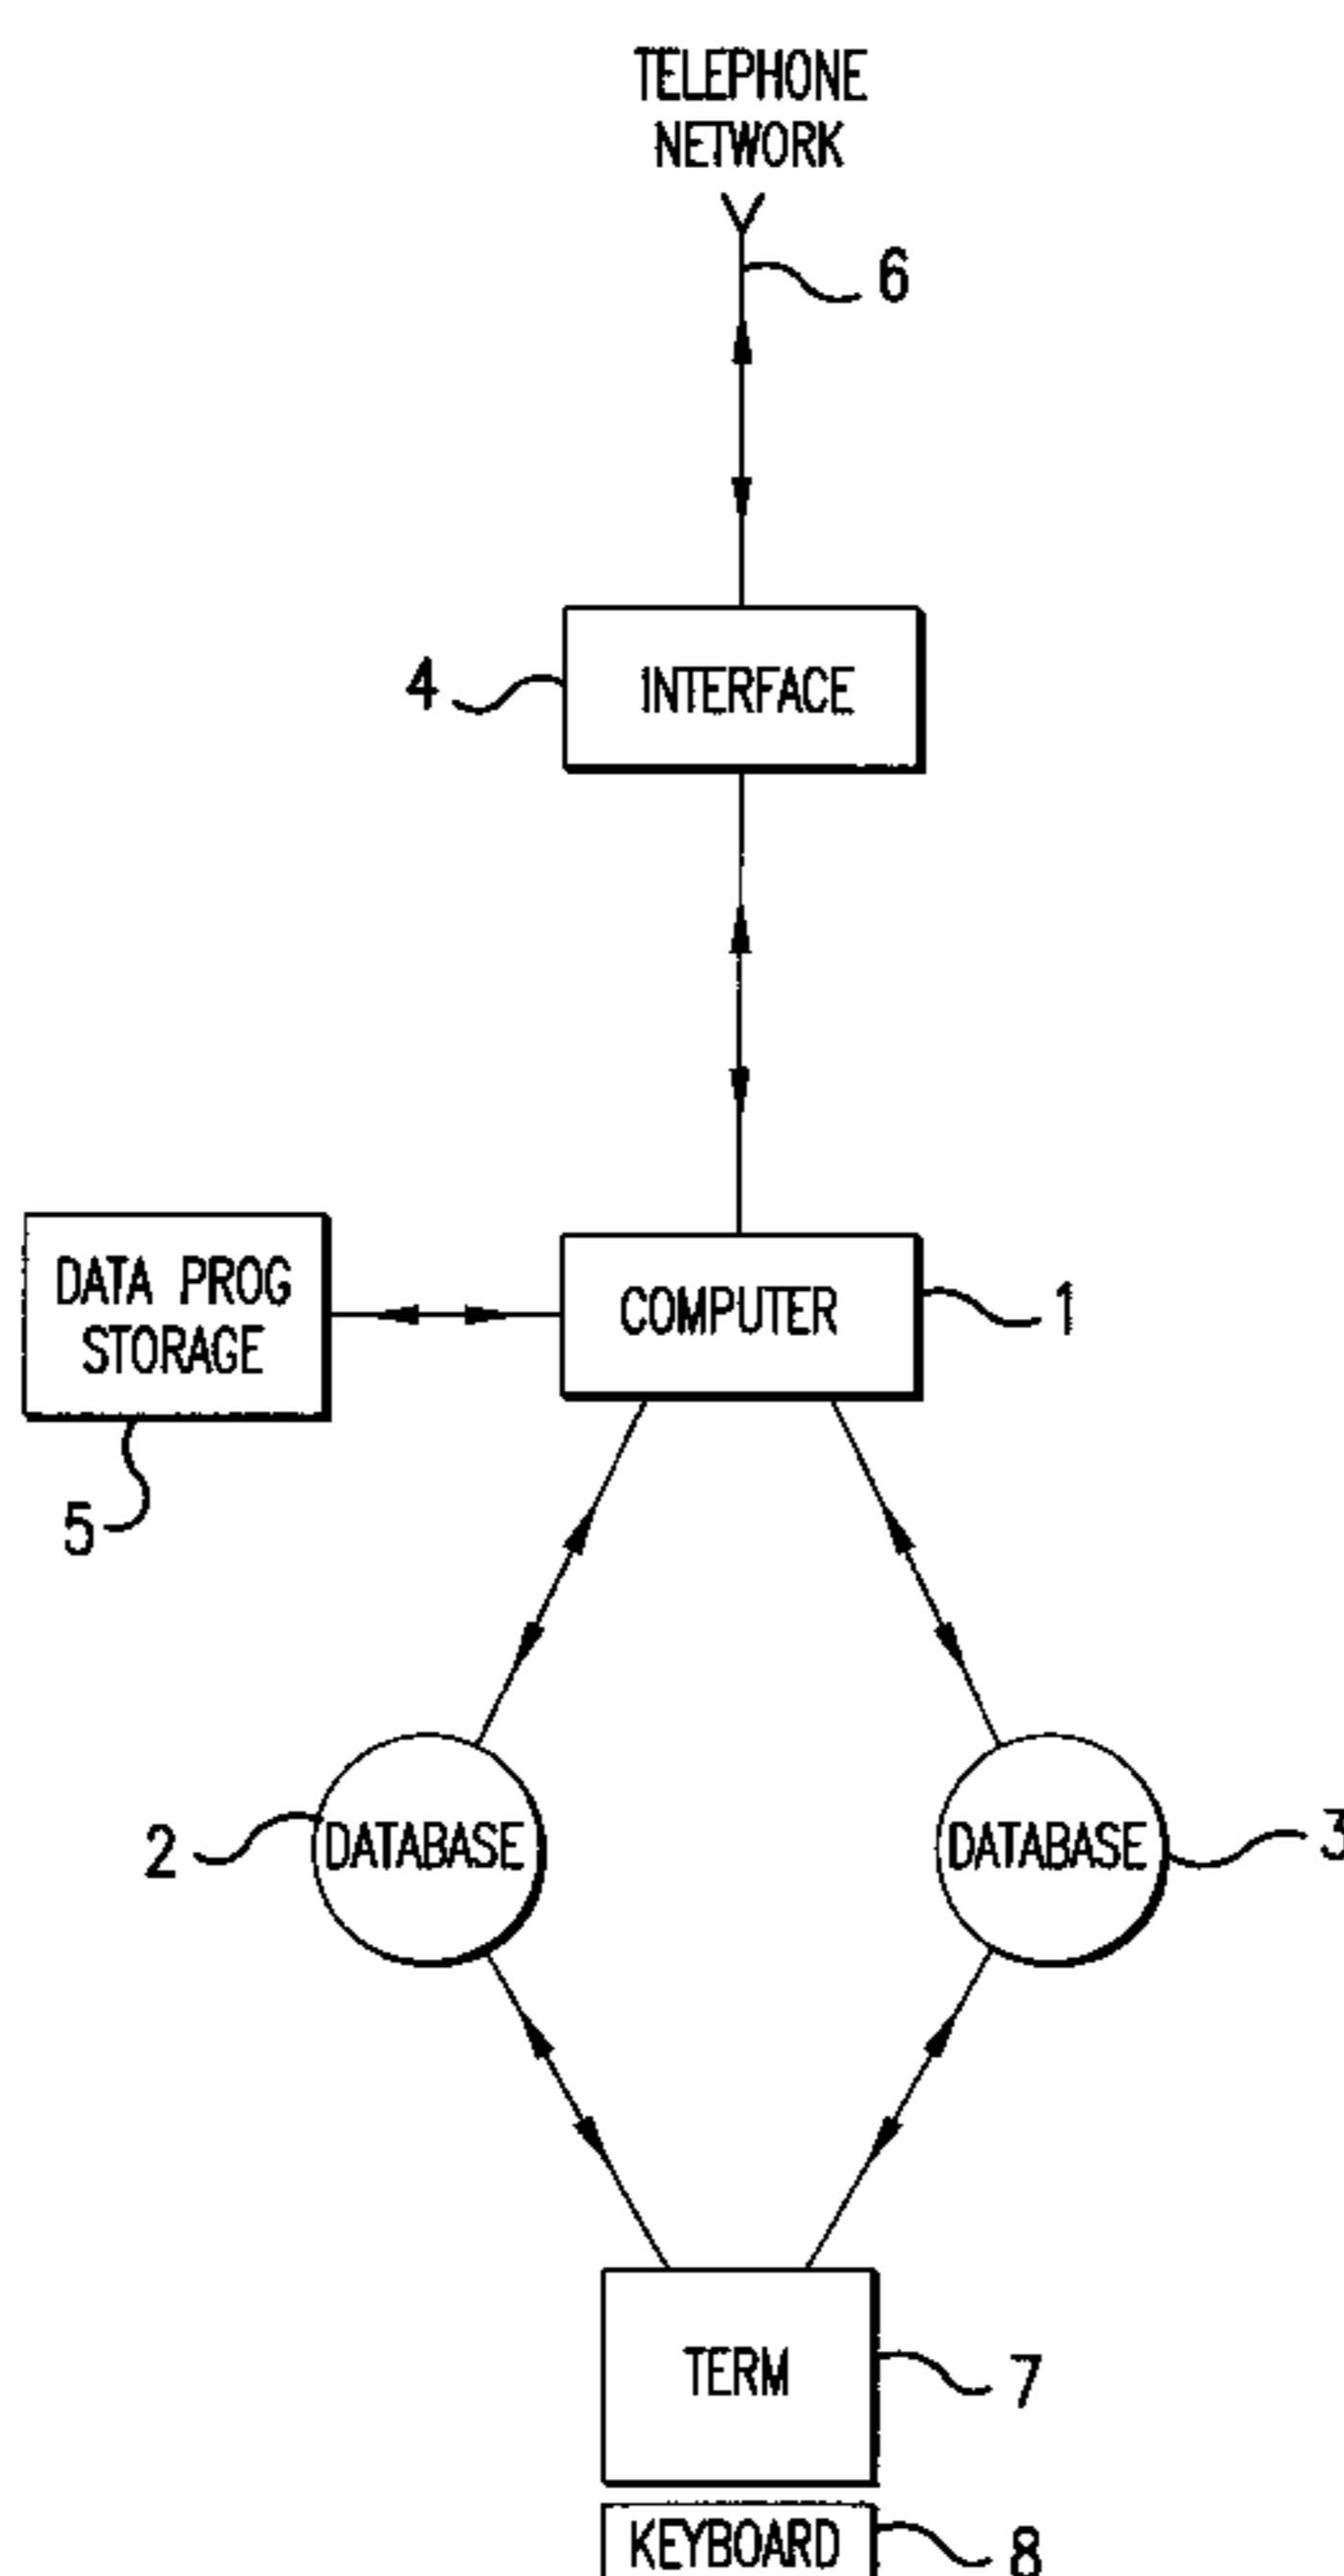 TELEPHONE
NETWORK
6
4
INTERFACE
DATA PROG
STORAGE
COMPUTER
1
5
2
DATABASE
DATABASE
3
TERM
7
KEYBOARD
8